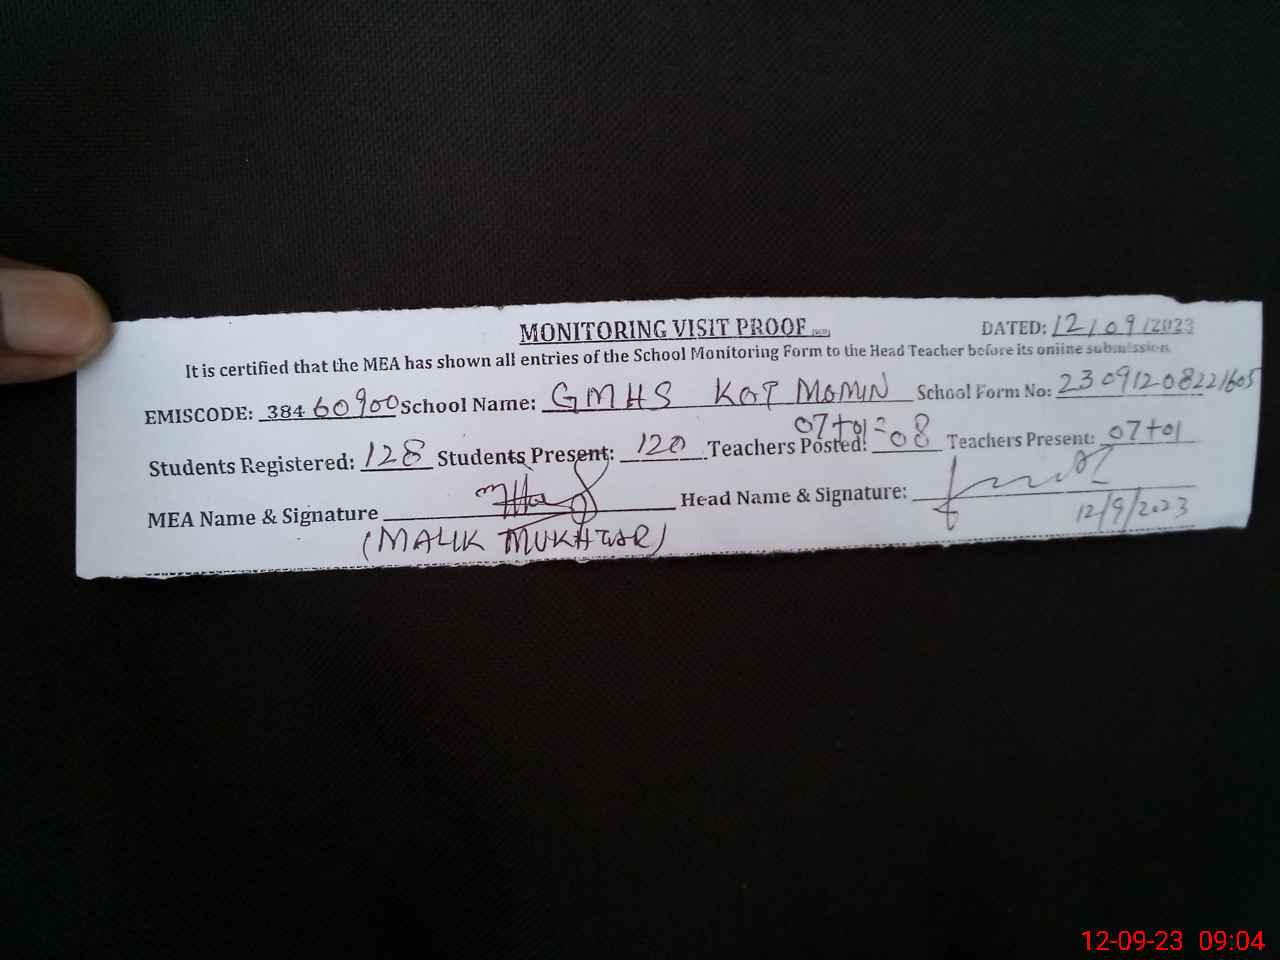 MONITORING VISIT PROOF DATED: 12/09/2023
It is certified that the MEA has shown all entries of the School Monitoring Form to the Head Teacher before its online submission.
EMISCODE: 38460900 School Name: GMHS KOT MOMIN School Form No: 23091208221605
07+01=
Students Registered: 128 Students Present: 120 Teachers Posted: 08 Teachers Present: 07+01
MEA Name & Signature Head Name & Signature:
12/9/2023
(MALIK MUKHTAR)
12-09-23 09:04